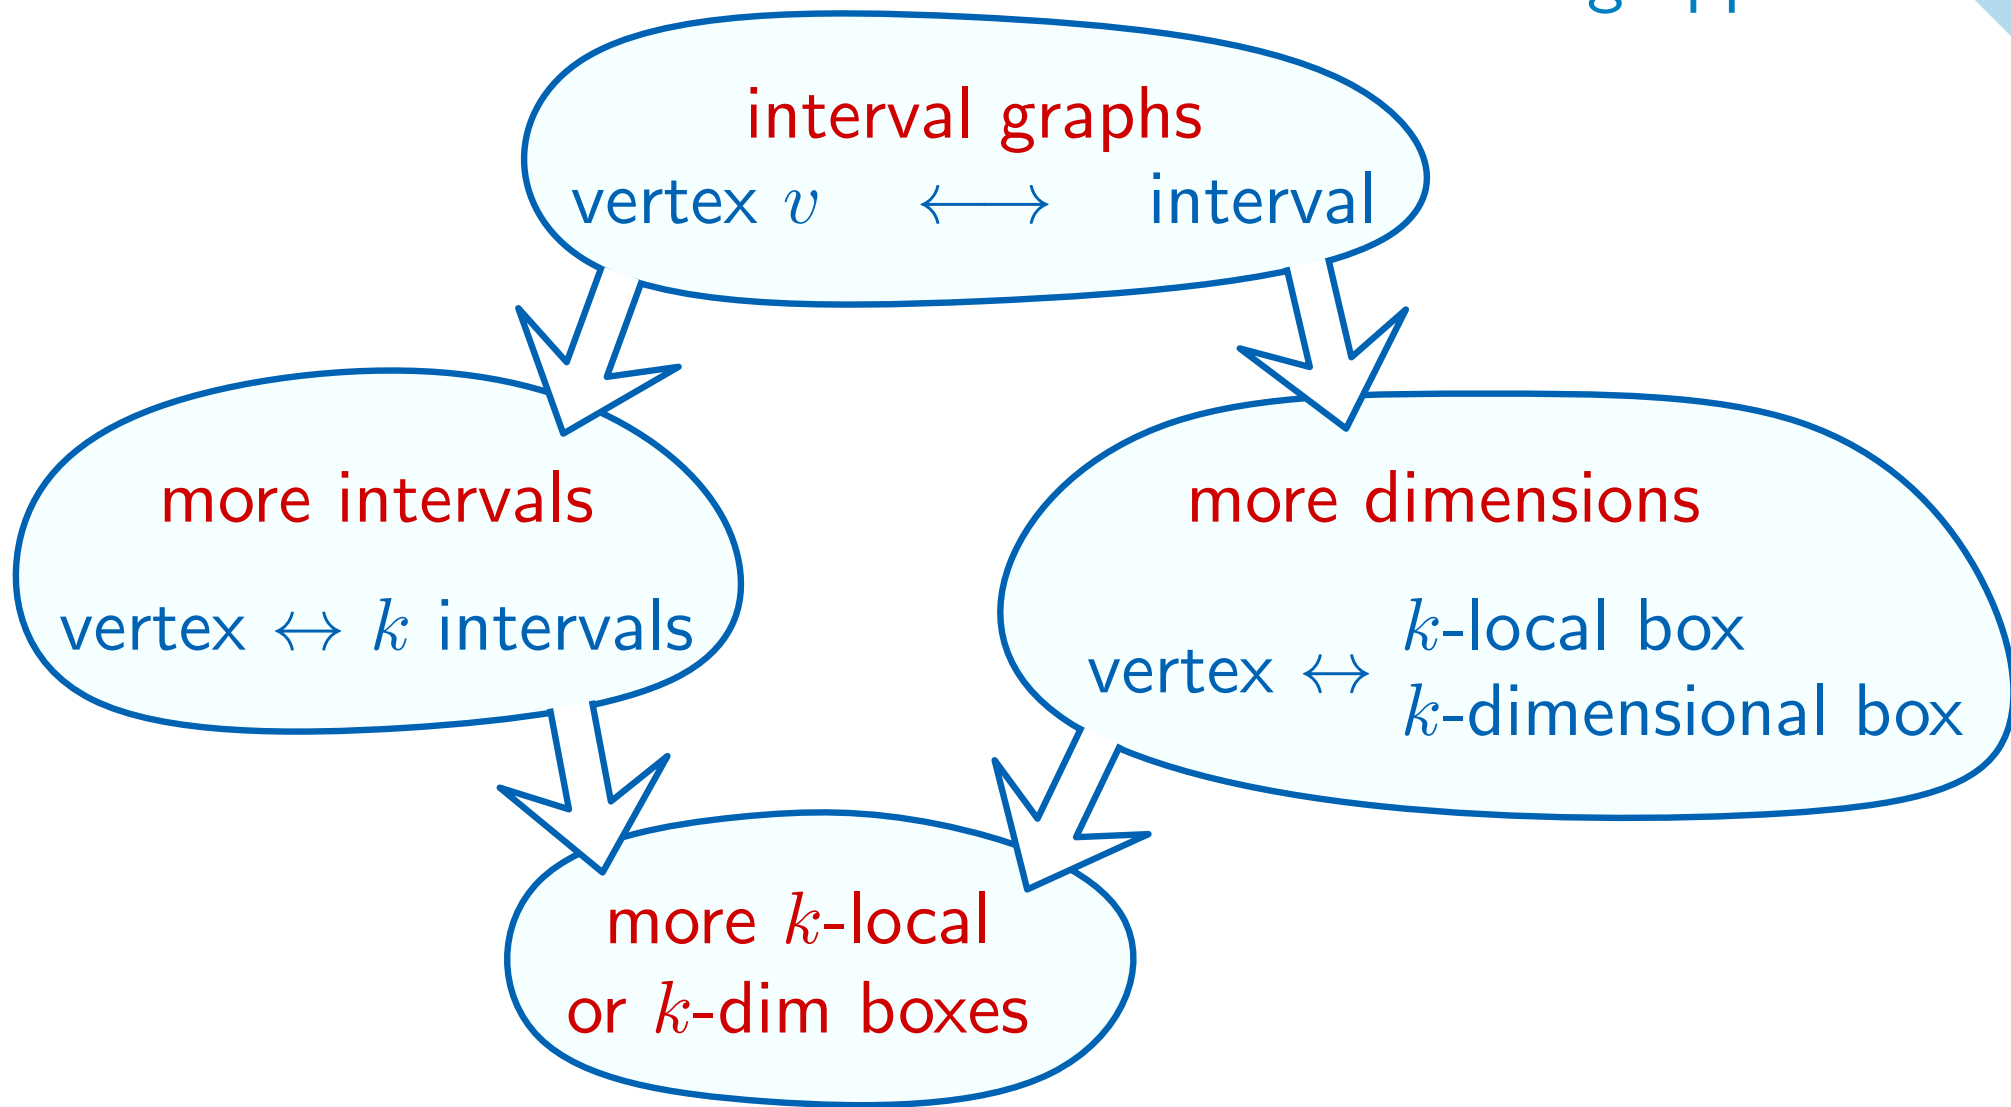 interval graphs
vertex v ⟷ interval
more intervals
vertex ↔ k intervals
more dimensions
vertex ↔ k-local box
k-dimensional box
more k-local
or k-dim boxes